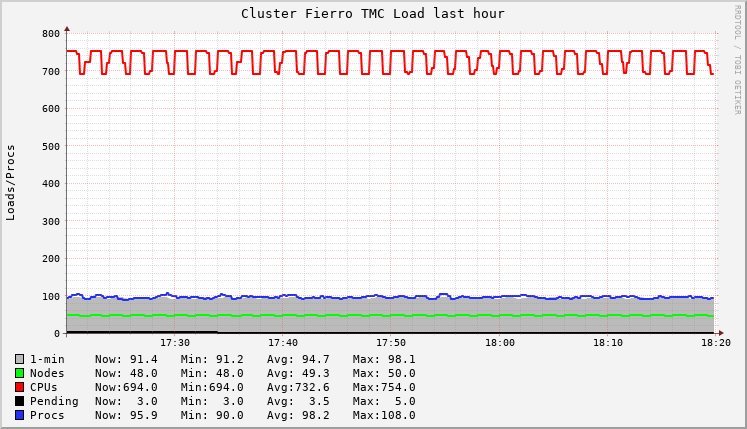 Cluster Fierro TMC Load last hour
RRDTOOL / TOBI OETIKER
Loads/Procs
800
700
600
500
400
300
200
100
0
17:30 17:40 17:50 18:00 18:10 18:20
1-min Now: 91.4 Min: 91.2 Avg: 94.7 Max: 98.1
Nodes Now: 48.0 Min: 48.0 Avg: 49.3 Max: 50.0
CPUs Now:694.0 Min:694.0 Avg:732.6 Max:754.0
Pending Now: 3.0 Min: 3.0 Avg: 3.5 Max: 5.0
Procs Now: 95.9 Min: 90.0 Avg: 98.2 Max:108.0